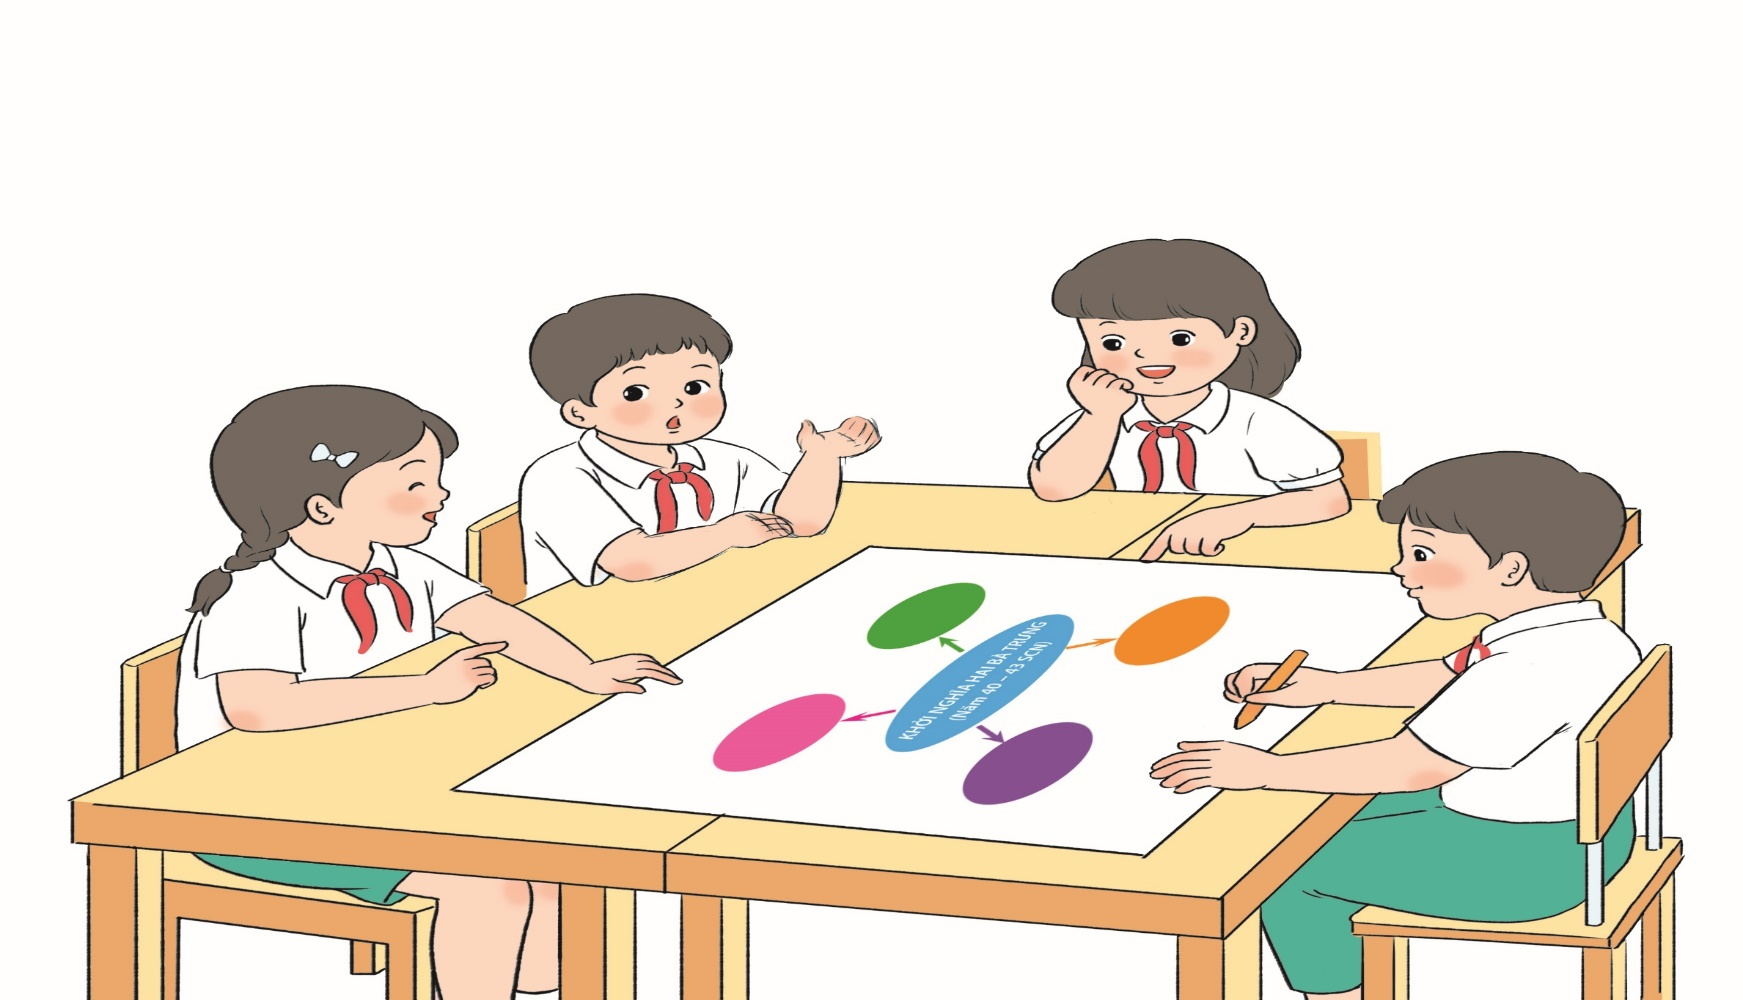 KHỞI NGHĨA HAI BÀ TRƯNG
(Năm 40 – 43 SCN)